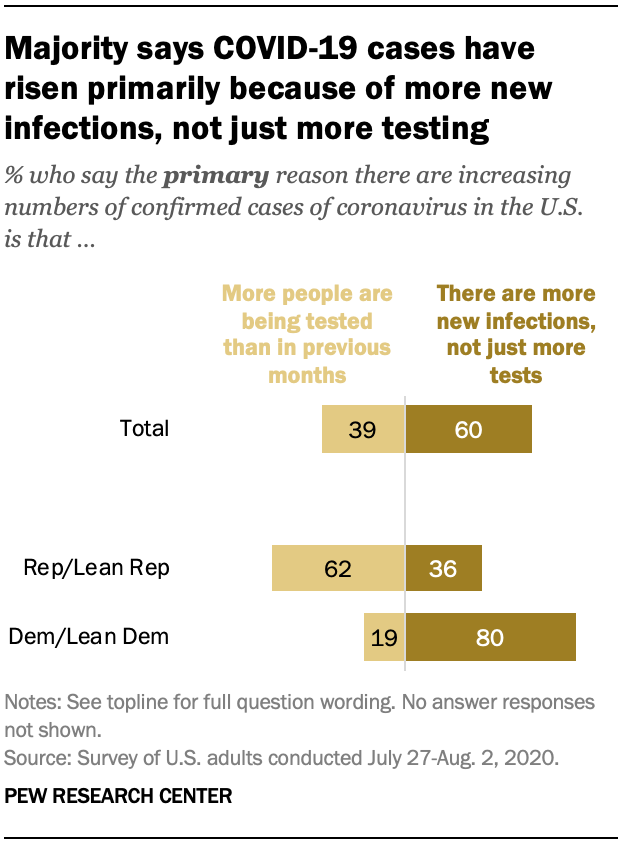 Majority says COVID-19 cases have
risen primarily because of more new
infections, not just more testing
% who say the primary reason there are increasing
numbers of confirmed cases of coronavirus in the U.S.
is that ...
More people are
being tested
than in previous
months
There are more
new infections,
not just more
tests
Total
39
60
Rep/Lean Rep
62
36
Dem/Lean Dem
19
80
Notes: See topline for full question wording. No answer responses
not shown.
Source: Survey of U.S. adults conducted July 27-Aug. 2, 2020.
PEW RESEARCH CENTER